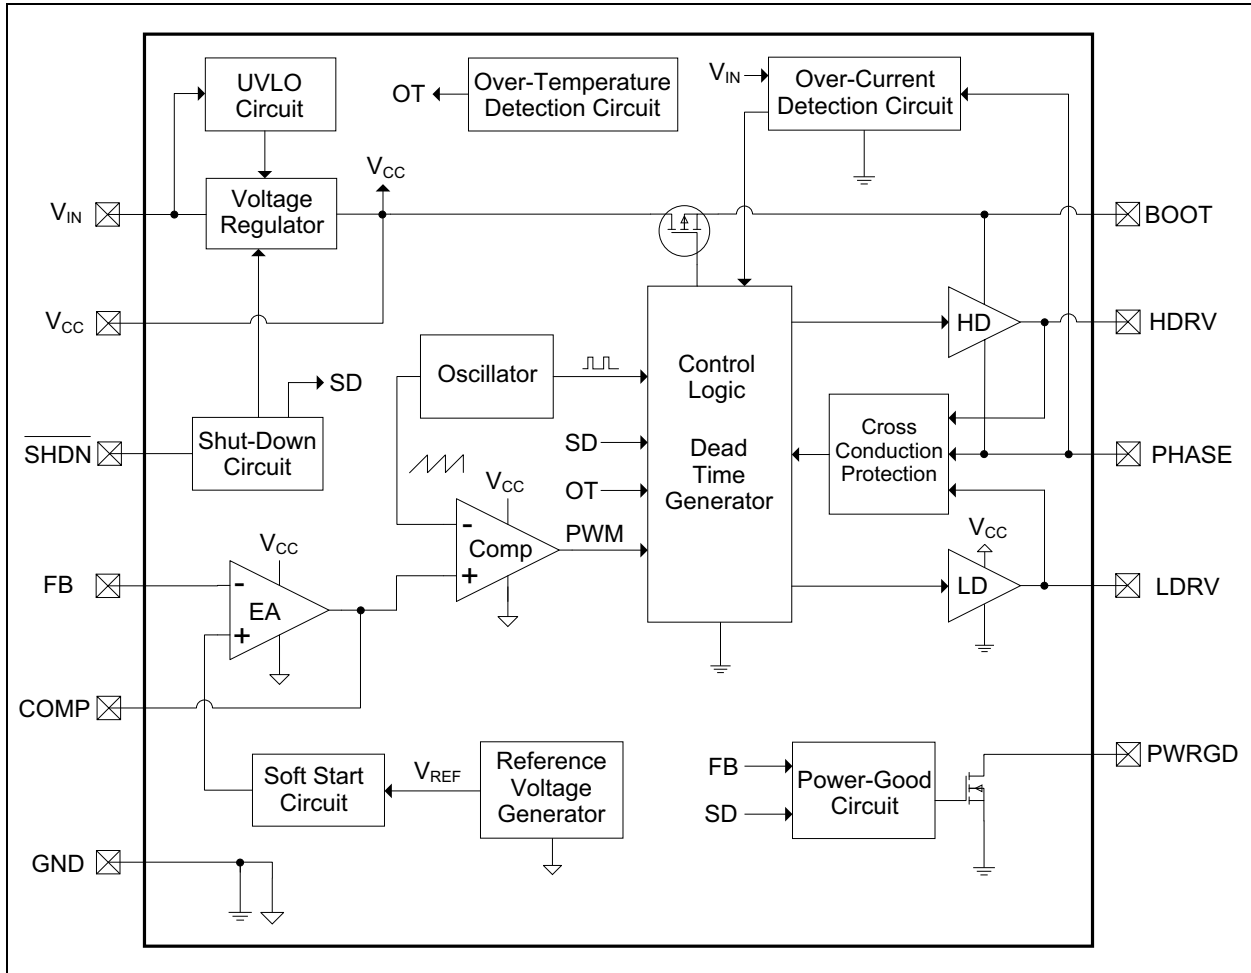 UVLO
Circuit
OT
Over-Temperature
Detection Circuit
VIN
Over-Current
Detection Circuit
VCC
VIN
Voltage
Regulator
BOOT
VCC
HD
HDRV
Oscillator
Control
Logic
SD
SHDN
Shut-Down
Circuit
SD
Dead
Time
Generator
Cross
Conduction
Protection
PHASE
VCC
OT
-
Comp
+
PWM
VCC
VCC
FB
-
EA
+
LD
LDRV
COMP
Soft Start
Circuit
VREF
Reference
Voltage
Generator
FB
SD
Power-Good
Circuit
PWRGD
GND